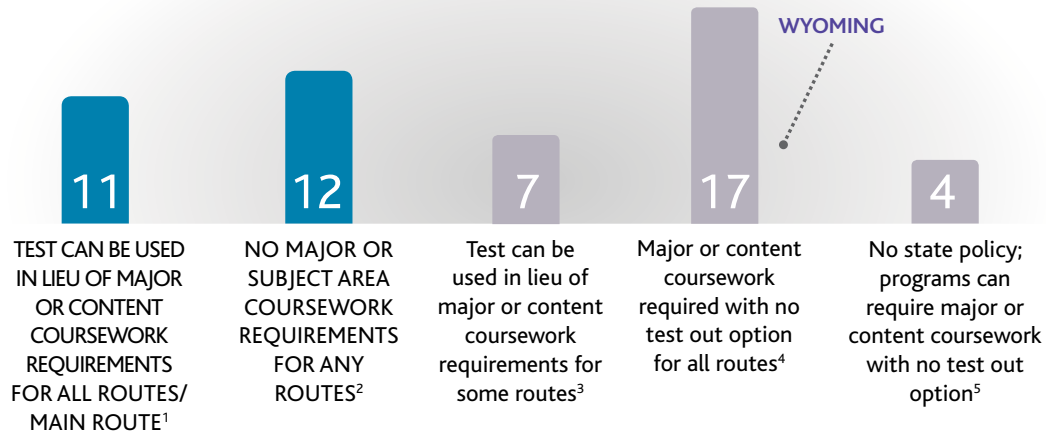 WYOMING
11
12
7
17
4
TEST CAN BE USED
IN LIEU OF MAJOR
OR CONTENT
COURSEWORK
REQUIREMENTS
FOR ALL ROUTES/
MAIN ROUTE¹
NO MAJOR OR
SUBJECT AREA
COURSEWORK
REQUIREMENTS
FOR ANY
ROUTES²
Test can be
used in lieu of
major or content
coursework
requirements for
some routes³
Major or content
coursework
required with no
test out option
for all routes⁴
No state policy;
programs can
require major or
content coursework
with no test out
option⁵